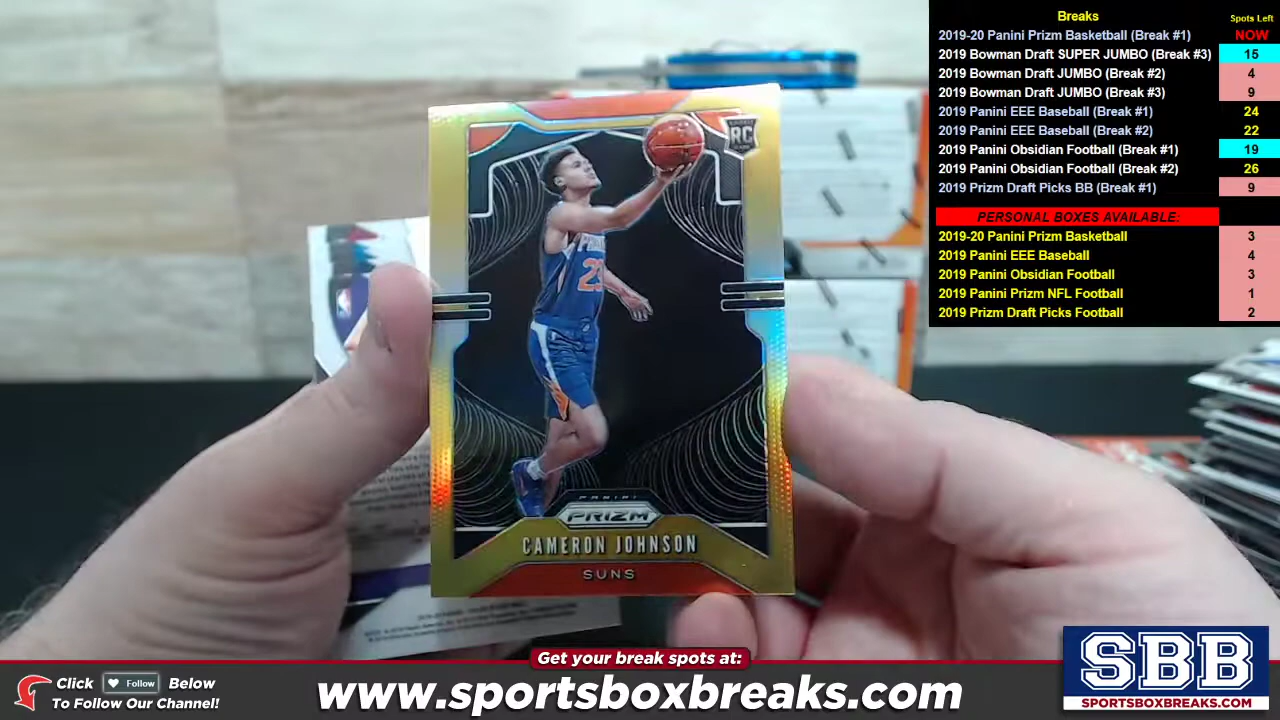 Breaks
Spots Left
2019-20 Panini Prizm Basketball (Break #1) NOW
2019 Bowman Draft SUPER JUMBO (Break #3) 15
2019 Bowman Draft JUMBO (Break #2) 4
2019 Bowman Draft JUMBO (Break #3) 9
2019 Panini EEE Baseball (Break #1) 24
2019 Panini EEE Baseball (Break #2) 22
2019 Panini Obsidian Football (Break #1) 19
2019 Panini Obsidian Football (Break #2) 26
2019 Prizm Draft Picks BB (Break #1) 9
PERSONAL BOXES AVAILABLE:
2019-20 Panini Prizm Basketball 3
2019 Panini EEE Baseball 4
2019 Panini Obsidian Football 3
2019 Panini Prizm NFL Football 1
2019 Prizm Draft Picks Football 2
RC
PANINI
PRIZM
CAMERON JOHNSON
SUNS
Get your break spots at:
Click Follow Below
To Follow Our Channel!
www.sportsboxbreaks.com
SBB
SPORTSBOXBREAKS.COM